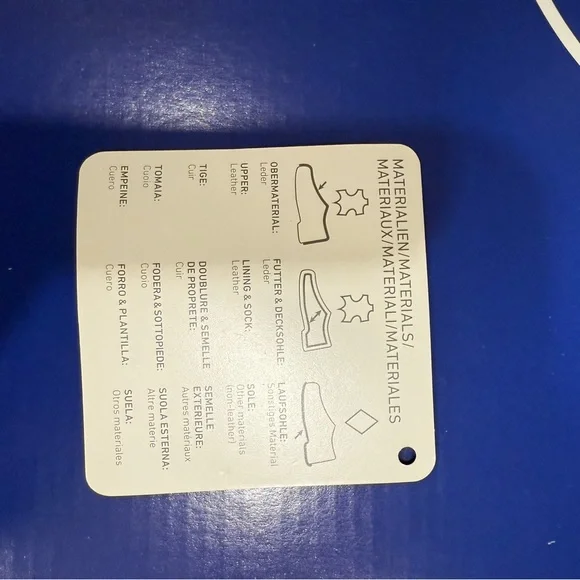 MATERIALIEN/MATERIALS/
MATERIAUX/MATERIALI/MATERIALES
OBERMATERIAL:
Leder
UPPER:
Leather
TIGE:
Cuir
TOMAIA:
Cuoio
EMPEINE:
Cuero
FUTTER & DECKSOHLE:
Leder
LINING & SOCK:
Leather
DOUBLURE & SEMELLE
DE PROPRETE:
Cuir
FODERA & SOTTOPIEDE:
Cuoio
FORRO & PLANTILLA:
Cuero
LAUFSOHLE:
Sonstiges Material
SOLE:
Other materials
(non-leather)
SEMELLE
EXTERIEURE:
Autres matériaux
SUOLA ESTERNA:
Altre materie
SUELA:
Otros materiales